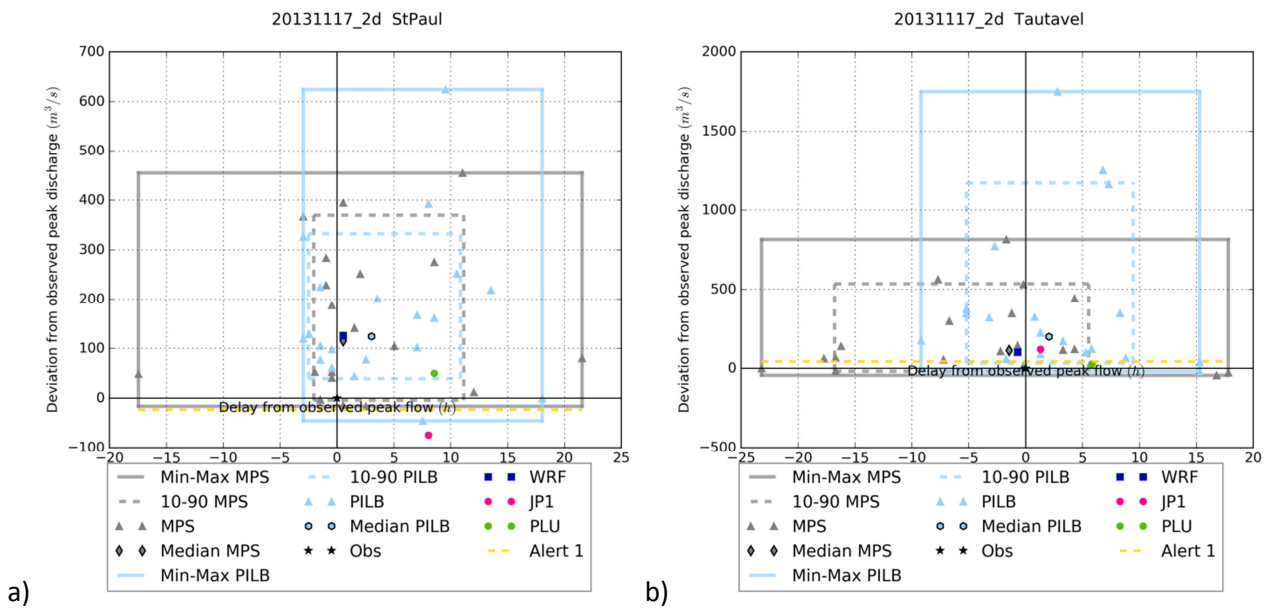 20131117_2d StPaul
Deviation from observed peak discharge (m³/s)
700
600
500
400
300
200
100
0
−100
Delay from observed peak flow (h)
−20 −15 −10 −5 0 5 10 15 20 25
Min-Max MPS
10-90 MPS
MPS
Median MPS
Min-Max PILB
10-90 PILB
PILB
Median PILB
Obs
WRF
JP1
PLU
Alert 1
a)
20131117_2d Tautavel
Deviation from observed peak discharge (m³/s)
2000
1500
1000
500
0
−500
Delay from observed peak flow (h)
−25 −20 −15 −10 −5 0 5 10 15 20
Min-Max MPS
10-90 MPS
MPS
Median MPS
Min-Max PILB
10-90 PILB
PILB
Median PILB
Obs
WRF
JP1
PLU
Alert 1
b)